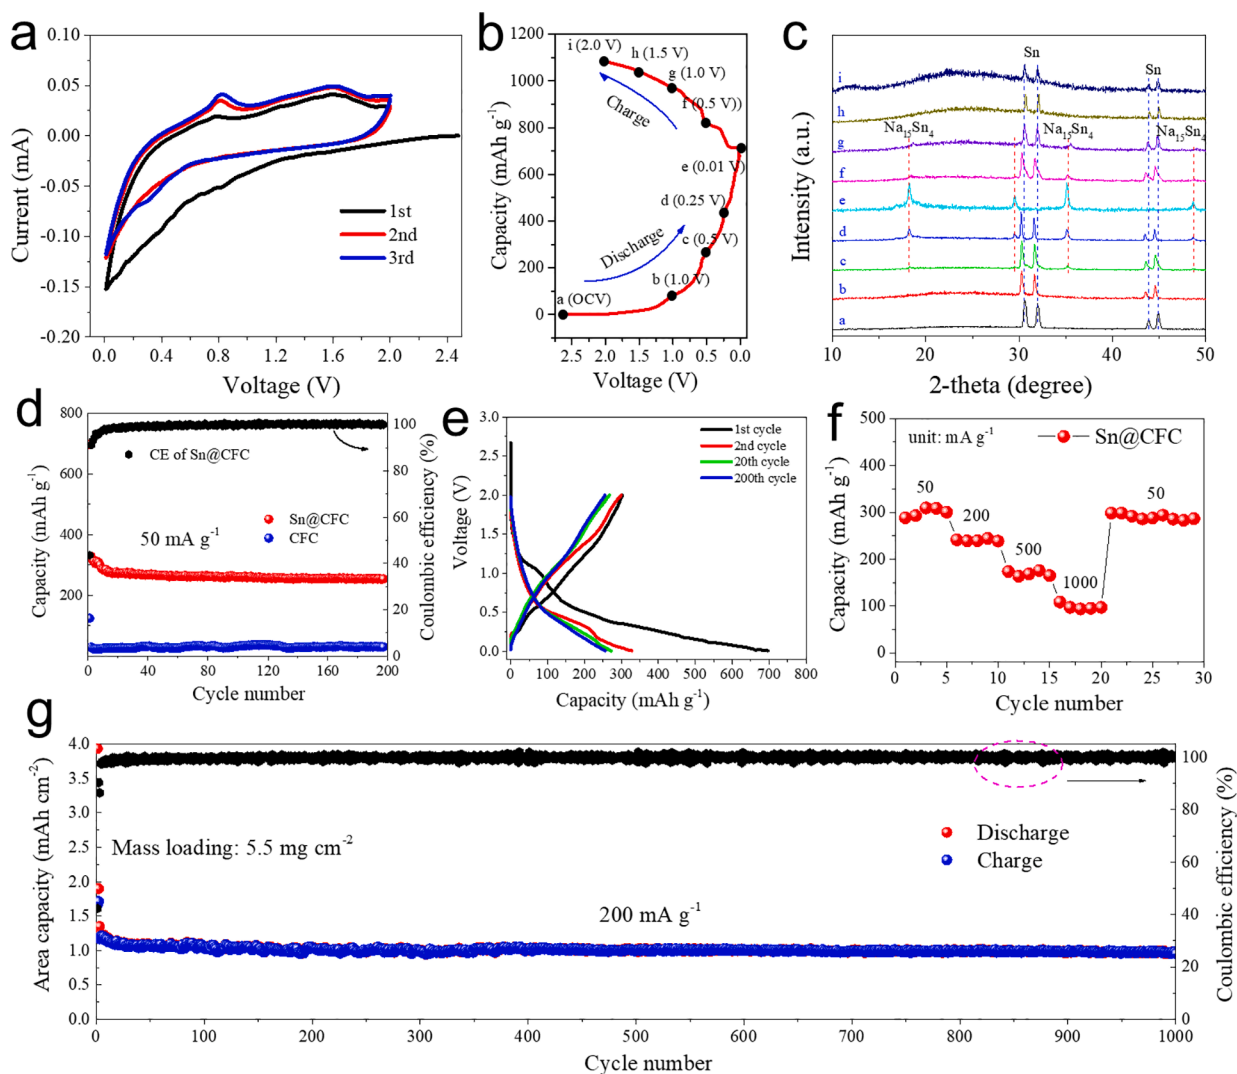 a
0.10
0.05
0.00
-0.05
-0.10
-0.15
-0.20
Current (mA)
1st
2nd
3rd
0.0 0.4 0.8 1.2 1.6 2.0 2.4
Voltage (V)
b
1200
1000
800
600
400
200
0
Capacity (mAh g⁻¹)
i (2.0 V)
h (1.5 V)
g (1.0 V)
f (0.5 V))
Charge
e (0.01 V)
d (0.25 V)
c (0.5 V)
Discharge
b (1.0 V)
a (OCV)
2.5 2.0 1.5 1.0 0.5 0.0
Voltage (V)
c
Intensity (a.u.)
Sn Sn
i
h
Na₁₅Sn₄ Na₁₅Sn₄ Na₁₅Sn₄
g
f
e
d
c
b
a
10 20 30 40 50
2-theta (degree)
d
800
600
400
200
Capacity (mAh g⁻¹)
CE of Sn@CFC
50 mA g⁻¹
Sn@CFC
CFC
100
80
60
40
20
0
Coulombic efficiency (%)
0 40 80 120 160 200
Cycle number
e
3.0
2.5
2.0
1.5
1.0
0.5
0.0
Voltage (V)
1st cycle
2nd cycle
20th cycle
200th cycle
0 100 200 300 400 500 600 700 800
Capacity (mAh g⁻¹)
f
500
400
300
200
100
0
Capacity (mAh g⁻¹)
unit: mA g⁻¹
Sn@CFC
50
200
500
1000
50
0 5 10 15 20 25 30
Cycle number
g
4.0
3.5
3.0
2.5
2.0
1.5
1.0
0.5
0.0
Area capacity (mAh cm⁻²)
Mass loading: 5.5 mg cm⁻²
200 mA g⁻¹
Discharge
Charge
100
80
60
40
20
0
Coulombic efficiency (%)
0 100 200 300 400 500 600 700 800 900 1000
Cycle number